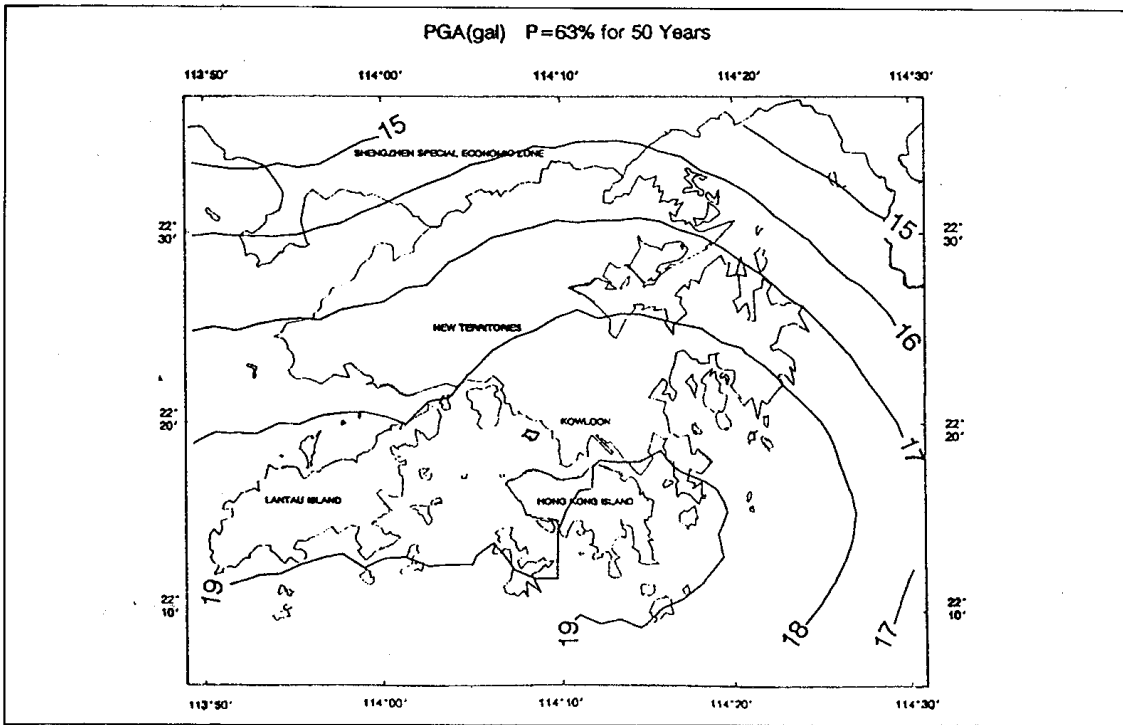 PGA(gal) P=63% for 50 Years
113°50' 114°00' 114°10' 114°20' 114°30'
15
SHENGZHEN SPECIAL ECONOMIC ZONE
22°
30'
15
22°
30'
NEW TERRITORIES
16
22°
20'
KOWLOON
22°
20'
17
LANTAU ISLAND
HONG KONG ISLAND
19
22°
10'
19
18
17
22°
10'
113°50' 114°00' 114°10' 114°20' 114°30'